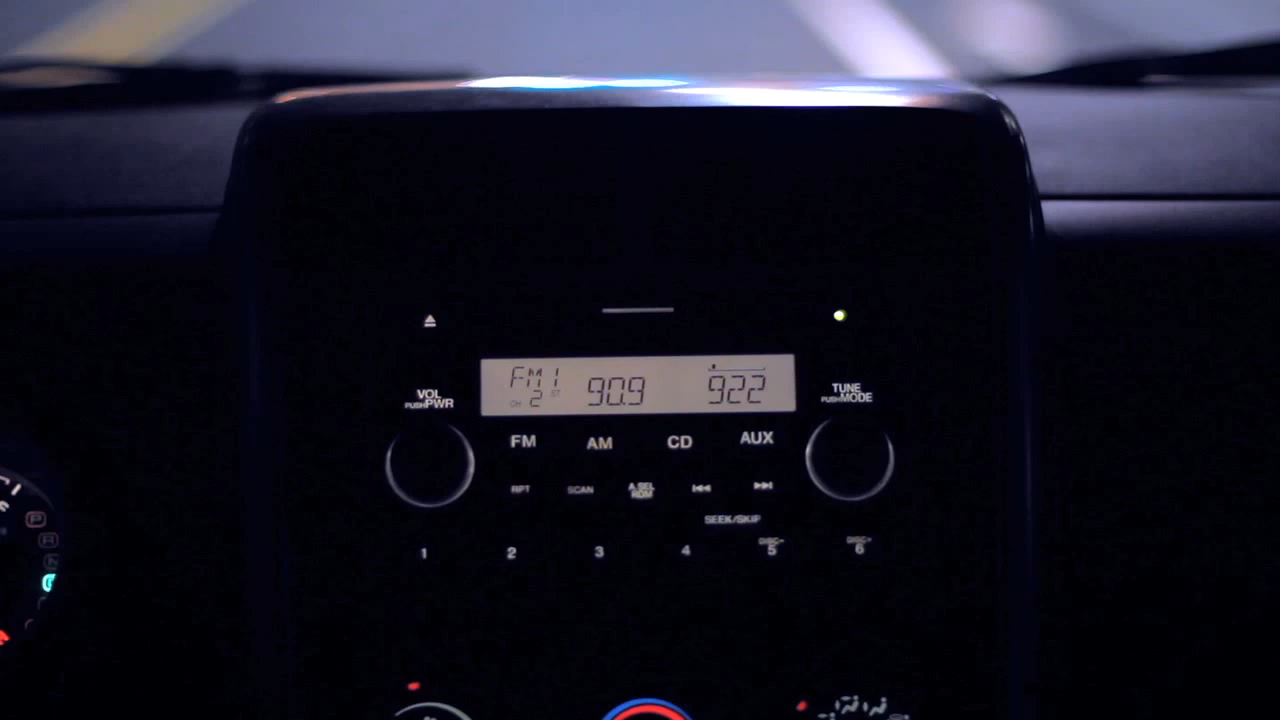 FM1 90.9 922
CH 2 ST
VOL
PUSH PWR
TUNE
PUSH MODE
FM AM CD AUX
RPT SCAN A.SEL RDM
SEEK/SKIP
1 2 3 4 DISC- 5 DISC+ 6
P
R
N
D